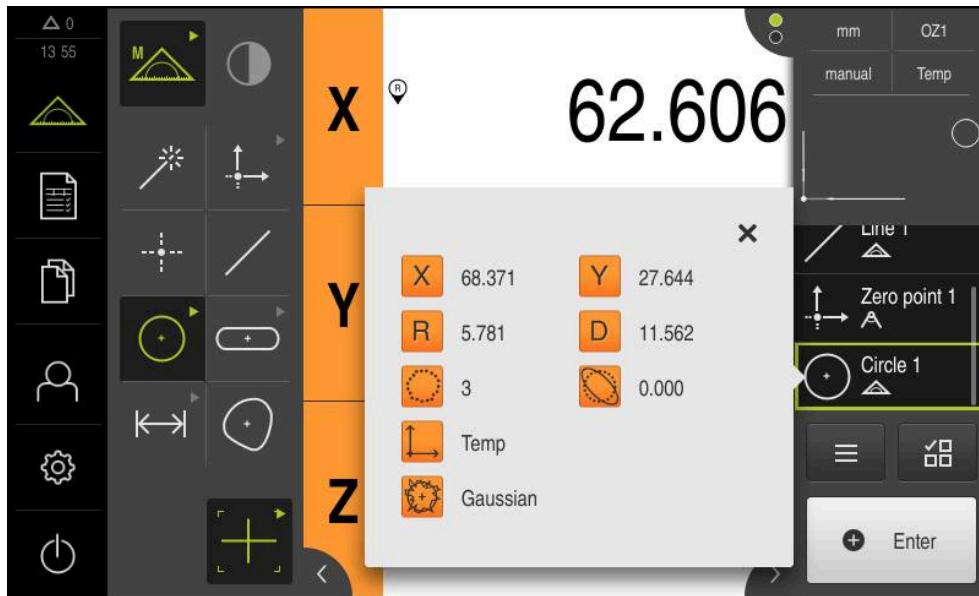 0
13 55
M
X
R
62.606
mm
OZ1
manual
Temp
Y
Z
X 68.371
Y 27.644
R 5.781
D 11.562
3
0.000
Temp
Gaussian
Line 1
Zero point 1
Circle 1
Enter